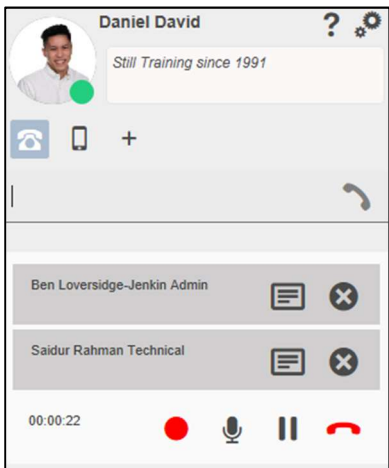 Daniel David
?
Still Training since 1991
+
Ben Loversidge-Jenkin Admin
Saidur Rahman Technical
00:00:22